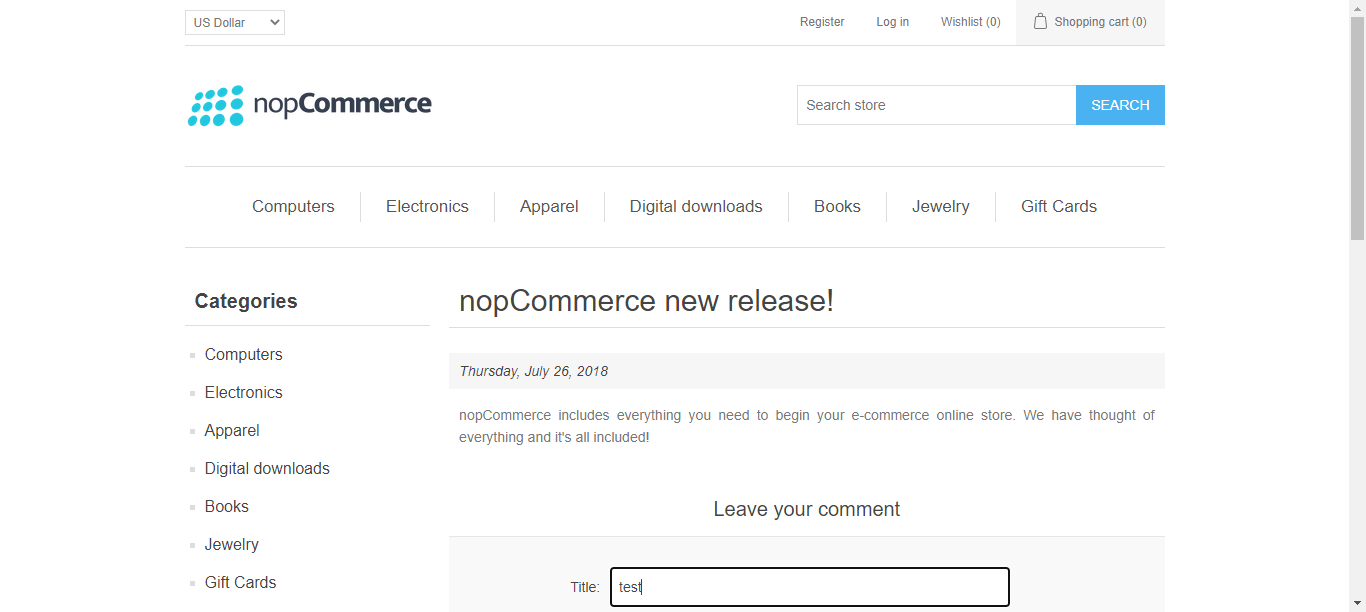 US Dollar
Register
Log in
Wishlist (0)
Shopping cart (0)
nopCommerce
Search store
SEARCH
Computers
Electronics
Apparel
Digital downloads
Books
Jewelry
Gift Cards
Categories
Computers
Electronics
Apparel
Digital downloads
Books
Jewelry
Gift Cards
nopCommerce new release!
Thursday, July 26, 2018
nopCommerce includes everything you need to begin your e-commerce online store. We have thought of
everything and it's all included!
Leave your comment
Title:
test